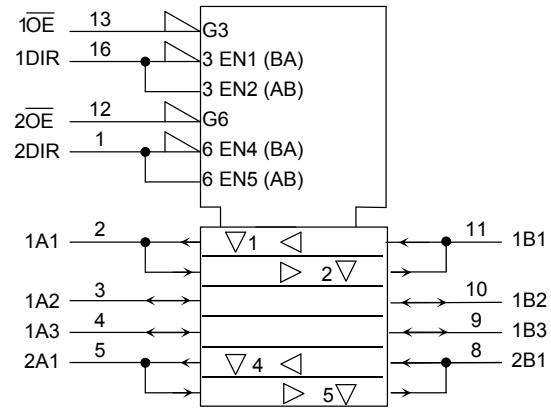 1O̅E̅ 13 G3
1DIR 16 3 EN1 (BA)
3 EN2 (AB)
2O̅E̅ 12 G6
2DIR 1 6 EN4 (BA)
6 EN5 (AB)
1A1 2 ▽1 ◁ 11 1B1
▷ 2▽
1A2 3 10 1B2
1A3 4 9 1B3
2A1 5 ▽4 ◁ 8 2B1
▷ 5▽